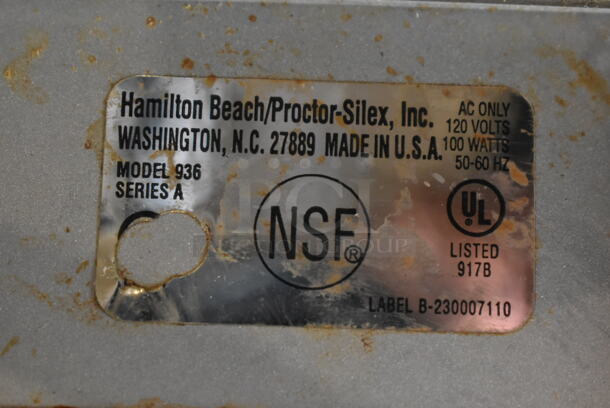 Hamilton Beach/Proctor-Silex, Inc.
WASHINGTON, N.C. 27889 MADE IN U.S.A.
MODEL 936
SERIES A
AC ONLY
120 VOLTS
100 WATTS
50-60 HZ
NSF®
UL
LISTED
917B
LABEL B-230007110